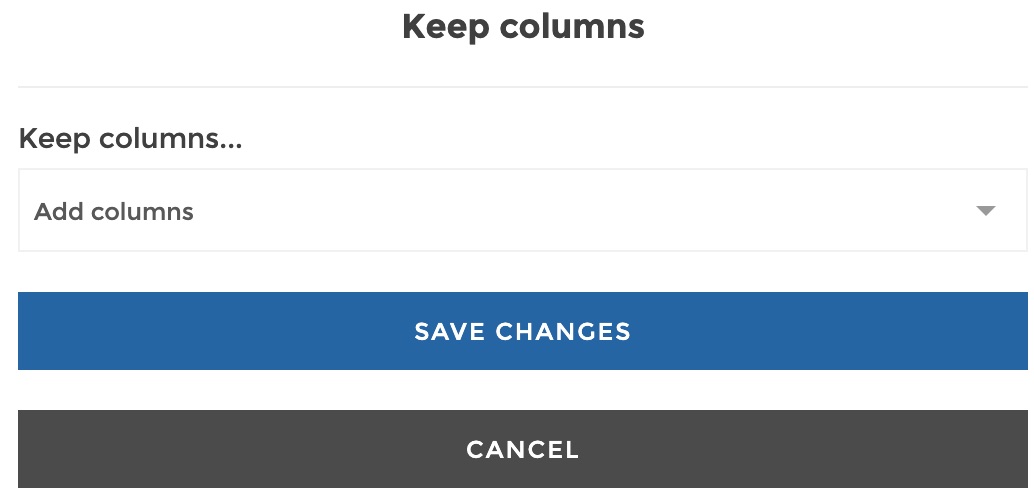 Keep columns
Keep columns...
Add columns
SAVE CHANGES
CANCEL